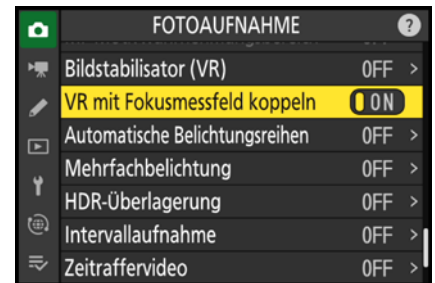 FOTOAUFNAHME ?
Bildstabilisator (VR) OFF >
VR mit Fokusmessfeld koppeln ON
Automatische Belichtungsreihen OFF >
Mehrfachbelichtung OFF >
HDR-Überlagerung OFF >
Intervallaufnahme OFF >
Zeitraffervideo OFF >